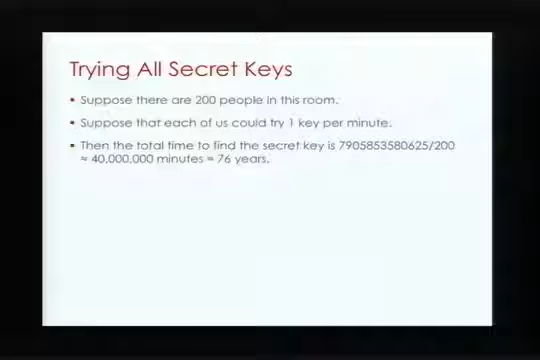 Trying All Secret Keys
▪ Suppose there are 200 people in this room.
▪ Suppose that each of us could try 1 key per minute.
▪ Then the total time to find the secret key is 7905853580625/200
≈ 40,000,000 minutes ≈ 76 years.